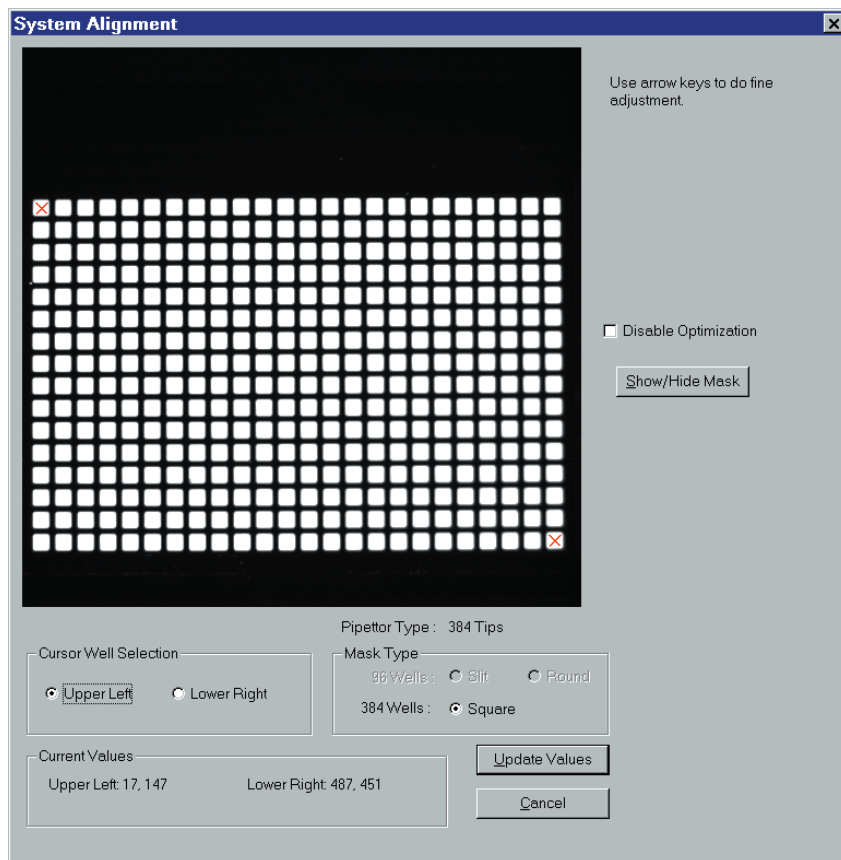 System Alignment
Use arrow keys to do fine
adjustment.
Disable Optimization
Show/Hide Mask
Pipettor Type : 384 Tips
Cursor Well Selection
Upper Left Lower Right
Mask Type
96 Wells : Slit Round
384 Wells : Square
Current Values
Upper Left: 17, 147 Lower Right: 487, 451
Update Values
Cancel